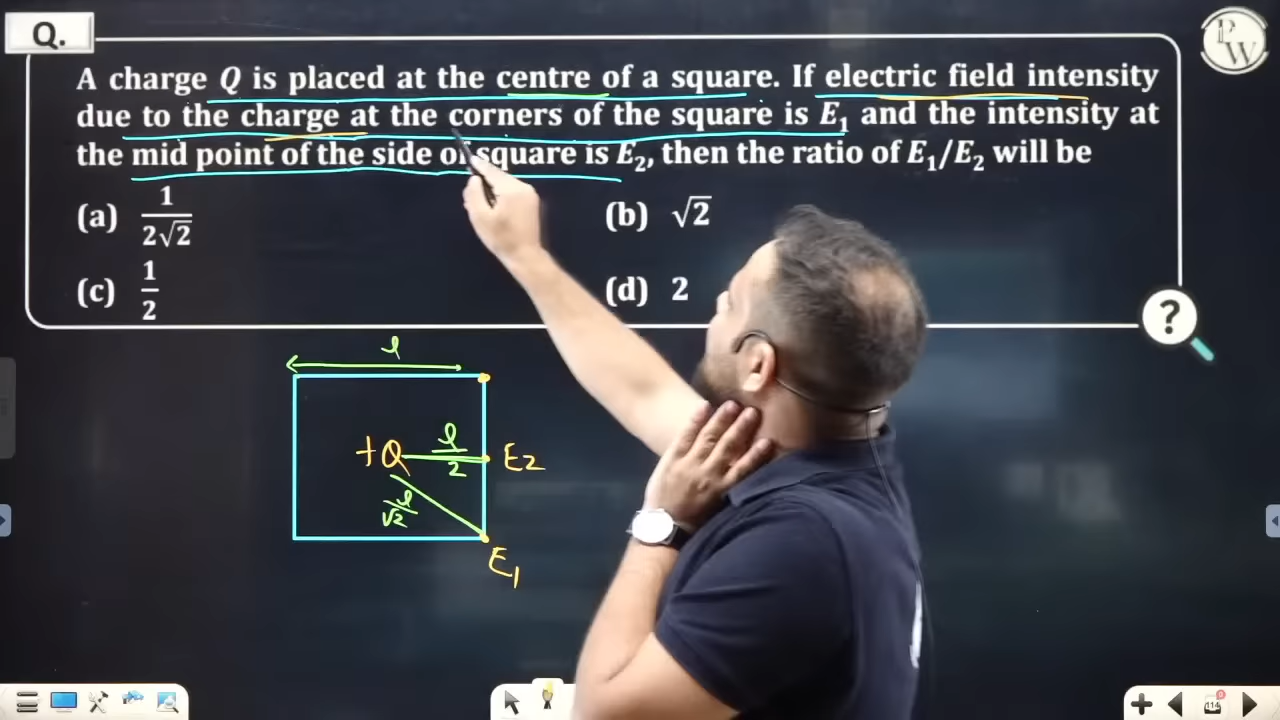 Q.
PW
A charge Q is placed at the centre of a square. If electric field intensity
due to the charge at the corners of the square is E₁ and the intensity at
the mid point of the side of square is E₂, then the ratio of E₁/E₂ will be
(a) 1/2√2
(b) √2
(c) 1/2
(d) 2
?
l
+Q
l/2
E2
l/√2
E1
114